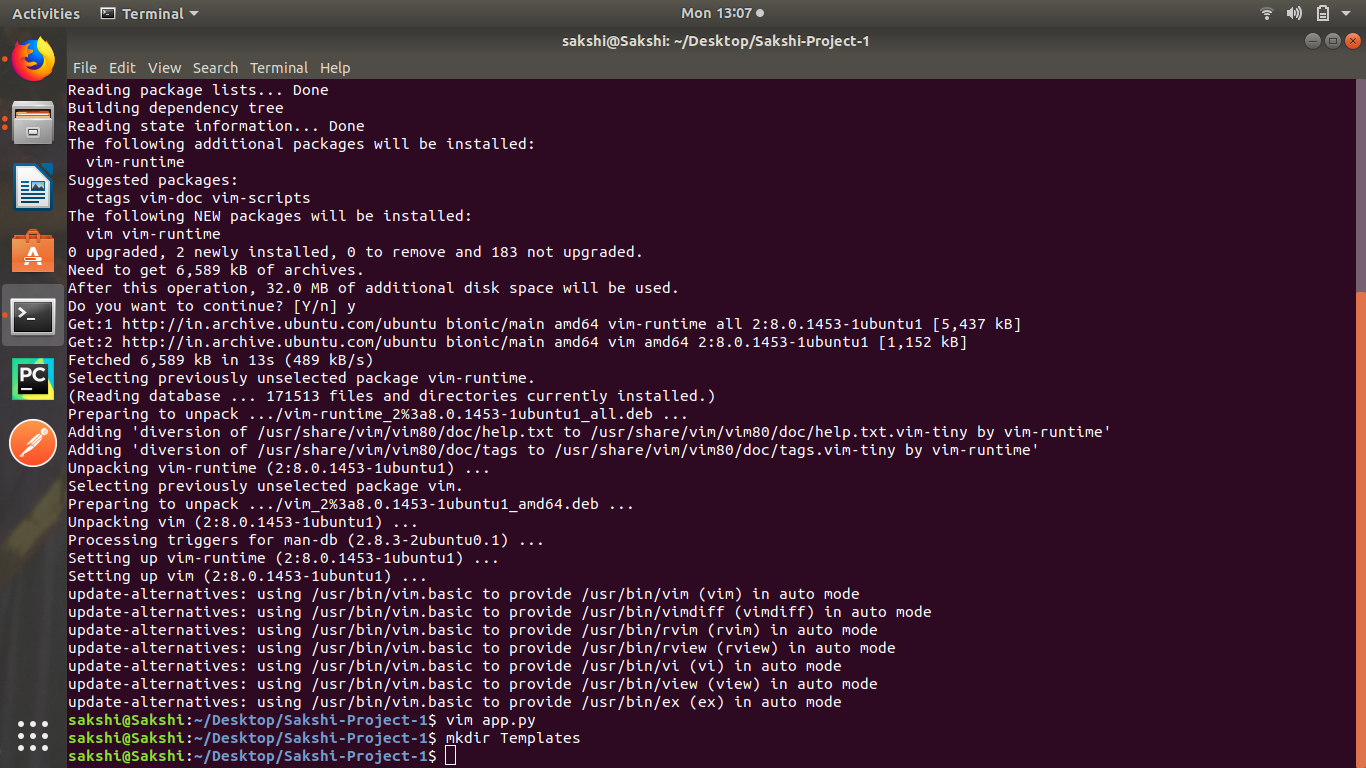 Activities Terminal Mon 13:07
sakshi@Sakshi: ~/Desktop/Sakshi-Project-1
File Edit View Search Terminal Help
Reading package lists... Done
Building dependency tree
Reading state information... Done
The following additional packages will be installed:
  vim-runtime
Suggested packages:
  ctags vim-doc vim-scripts
The following NEW packages will be installed:
  vim vim-runtime
0 upgraded, 2 newly installed, 0 to remove and 183 not upgraded.
Need to get 6,589 kB of archives.
After this operation, 32.0 MB of additional disk space will be used.
Do you want to continue? [Y/n] y
Get:1 http://in.archive.ubuntu.com/ubuntu bionic/main amd64 vim-runtime all 2:8.0.1453-1ubuntu1 [5,437 kB]
Get:2 http://in.archive.ubuntu.com/ubuntu bionic/main amd64 vim amd64 2:8.0.1453-1ubuntu1 [1,152 kB]
Fetched 6,589 kB in 13s (489 kB/s)
Selecting previously unselected package vim-runtime.
(Reading database ... 171513 files and directories currently installed.)
Preparing to unpack .../vim-runtime_2%3a8.0.1453-1ubuntu1_all.deb ...
Adding 'diversion of /usr/share/vim/vim80/doc/help.txt to /usr/share/vim/vim80/doc/help.txt.vim-tiny by vim-runtime'
Adding 'diversion of /usr/share/vim/vim80/doc/tags to /usr/share/vim/vim80/doc/tags.vim-tiny by vim-runtime'
Unpacking vim-runtime (2:8.0.1453-1ubuntu1) ...
Selecting previously unselected package vim.
Preparing to unpack .../vim_2%3a8.0.1453-1ubuntu1_amd64.deb ...
Unpacking vim (2:8.0.1453-1ubuntu1) ...
Processing triggers for man-db (2.8.3-2ubuntu0.1) ...
Setting up vim-runtime (2:8.0.1453-1ubuntu1) ...
Setting up vim (2:8.0.1453-1ubuntu1) ...
update-alternatives: using /usr/bin/vim.basic to provide /usr/bin/vim (vim) in auto mode
update-alternatives: using /usr/bin/vim.basic to provide /usr/bin/vimdiff (vimdiff) in auto mode
update-alternatives: using /usr/bin/vim.basic to provide /usr/bin/rvim (rvim) in auto mode
update-alternatives: using /usr/bin/vim.basic to provide /usr/bin/rview (rview) in auto mode
update-alternatives: using /usr/bin/vim.basic to provide /usr/bin/vi (vi) in auto mode
update-alternatives: using /usr/bin/vim.basic to provide /usr/bin/view (view) in auto mode
update-alternatives: using /usr/bin/vim.basic to provide /usr/bin/ex (ex) in auto mode
sakshi@Sakshi:~/Desktop/Sakshi-Project-1$ vim app.py
sakshi@Sakshi:~/Desktop/Sakshi-Project-1$ mkdir Templates
sakshi@Sakshi:~/Desktop/Sakshi-Project-1$
PC